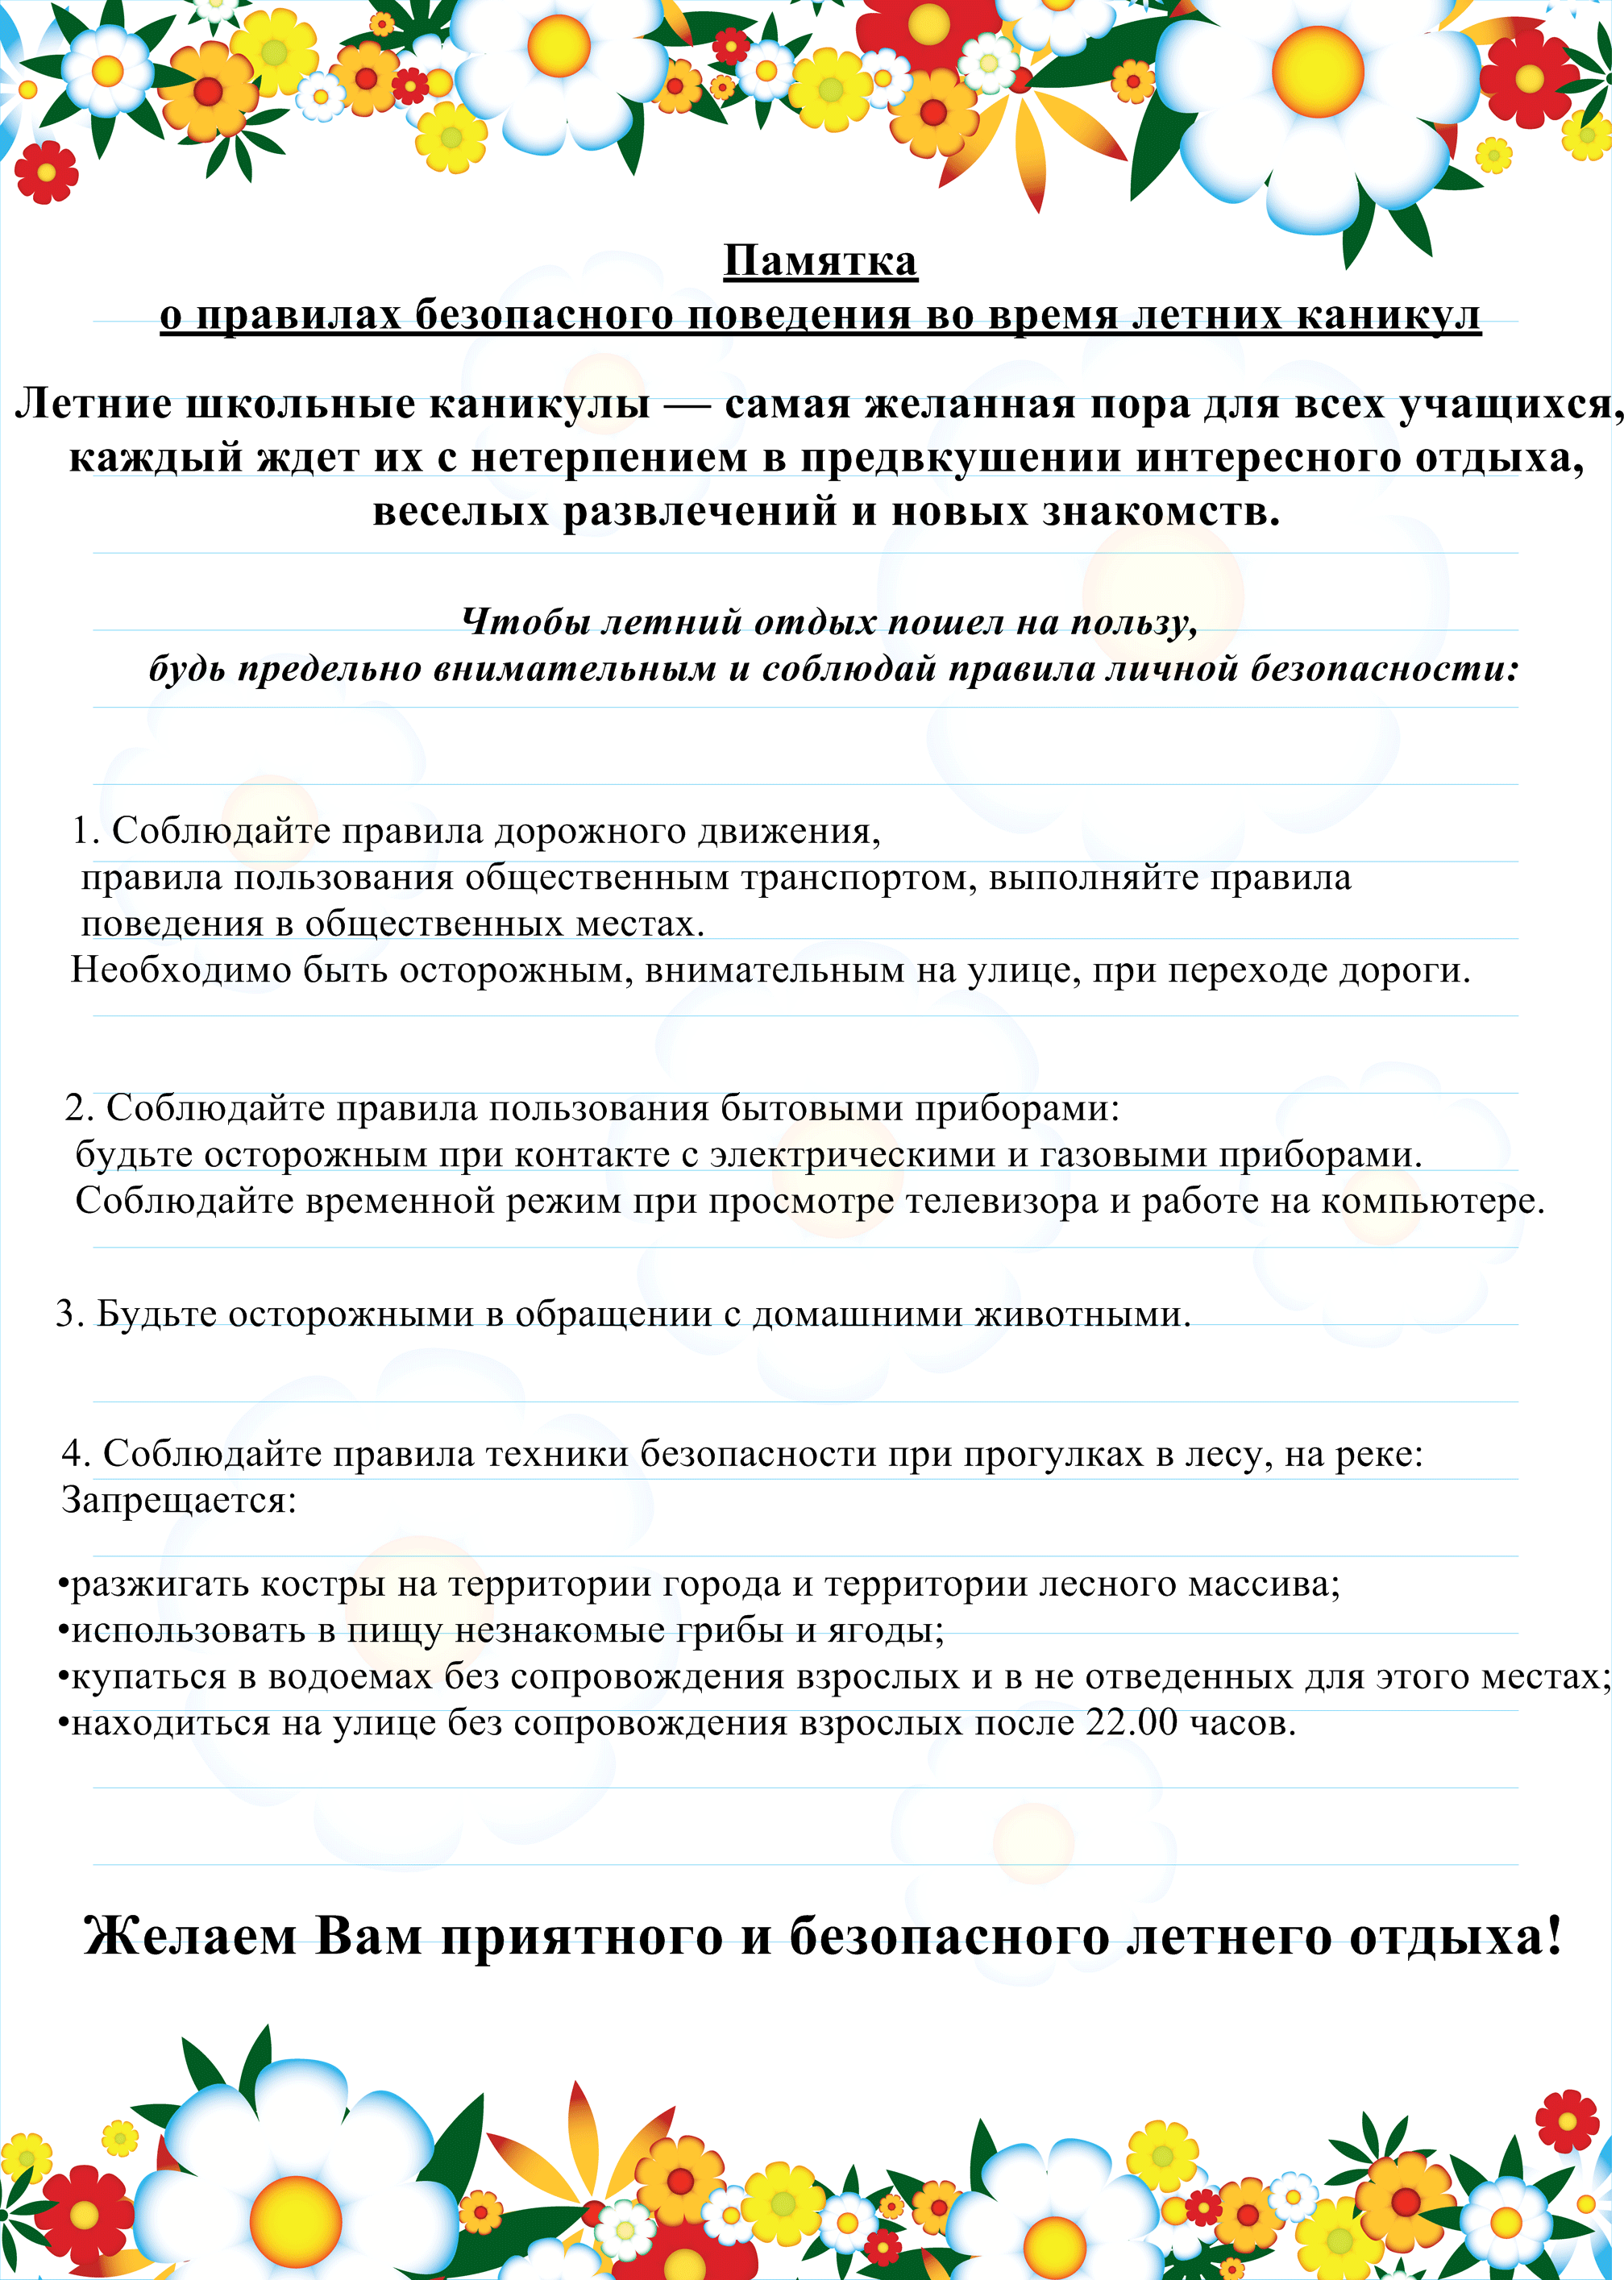 Памятка
о правилах безопасного поведения во время летних каникул
Летние школьные каникулы — самая желанная пора для всех учащихся,
каждый ждет их с нетерпением в предвкушении интересного отдыха,
веселых развлечений и новых знакомств.
Чтобы летний отдых пошел на пользу,
будь предельно внимательным и соблюдай правила личной безопасности:
1. Соблюдайте правила дорожного движения,
правила пользования общественным транспортом, выполняйте правила
поведения в общественных местах.
Необходимо быть осторожным, внимательным на улице, при переходе дороги.
2. Соблюдайте правила пользования бытовыми приборами:
будьте осторожным при контакте с электрическими и газовыми приборами.
Соблюдайте временной режим при просмотре телевизора и работе на компьютере.
3. Будьте осторожными в обращении с домашними животными.
4. Соблюдайте правила техники безопасности при прогулках в лесу, на реке:
Запрещается:
•разжигать костры на территории города и территории лесного массива;
•использовать в пищу незнакомые грибы и ягоды;
•купаться в водоемах без сопровождения взрослых и в не отведенных для этого местах;
•находиться на улице без сопровождения взрослых после 22.00 часов.
Желаем Вам приятного и безопасного летнего отдыха!